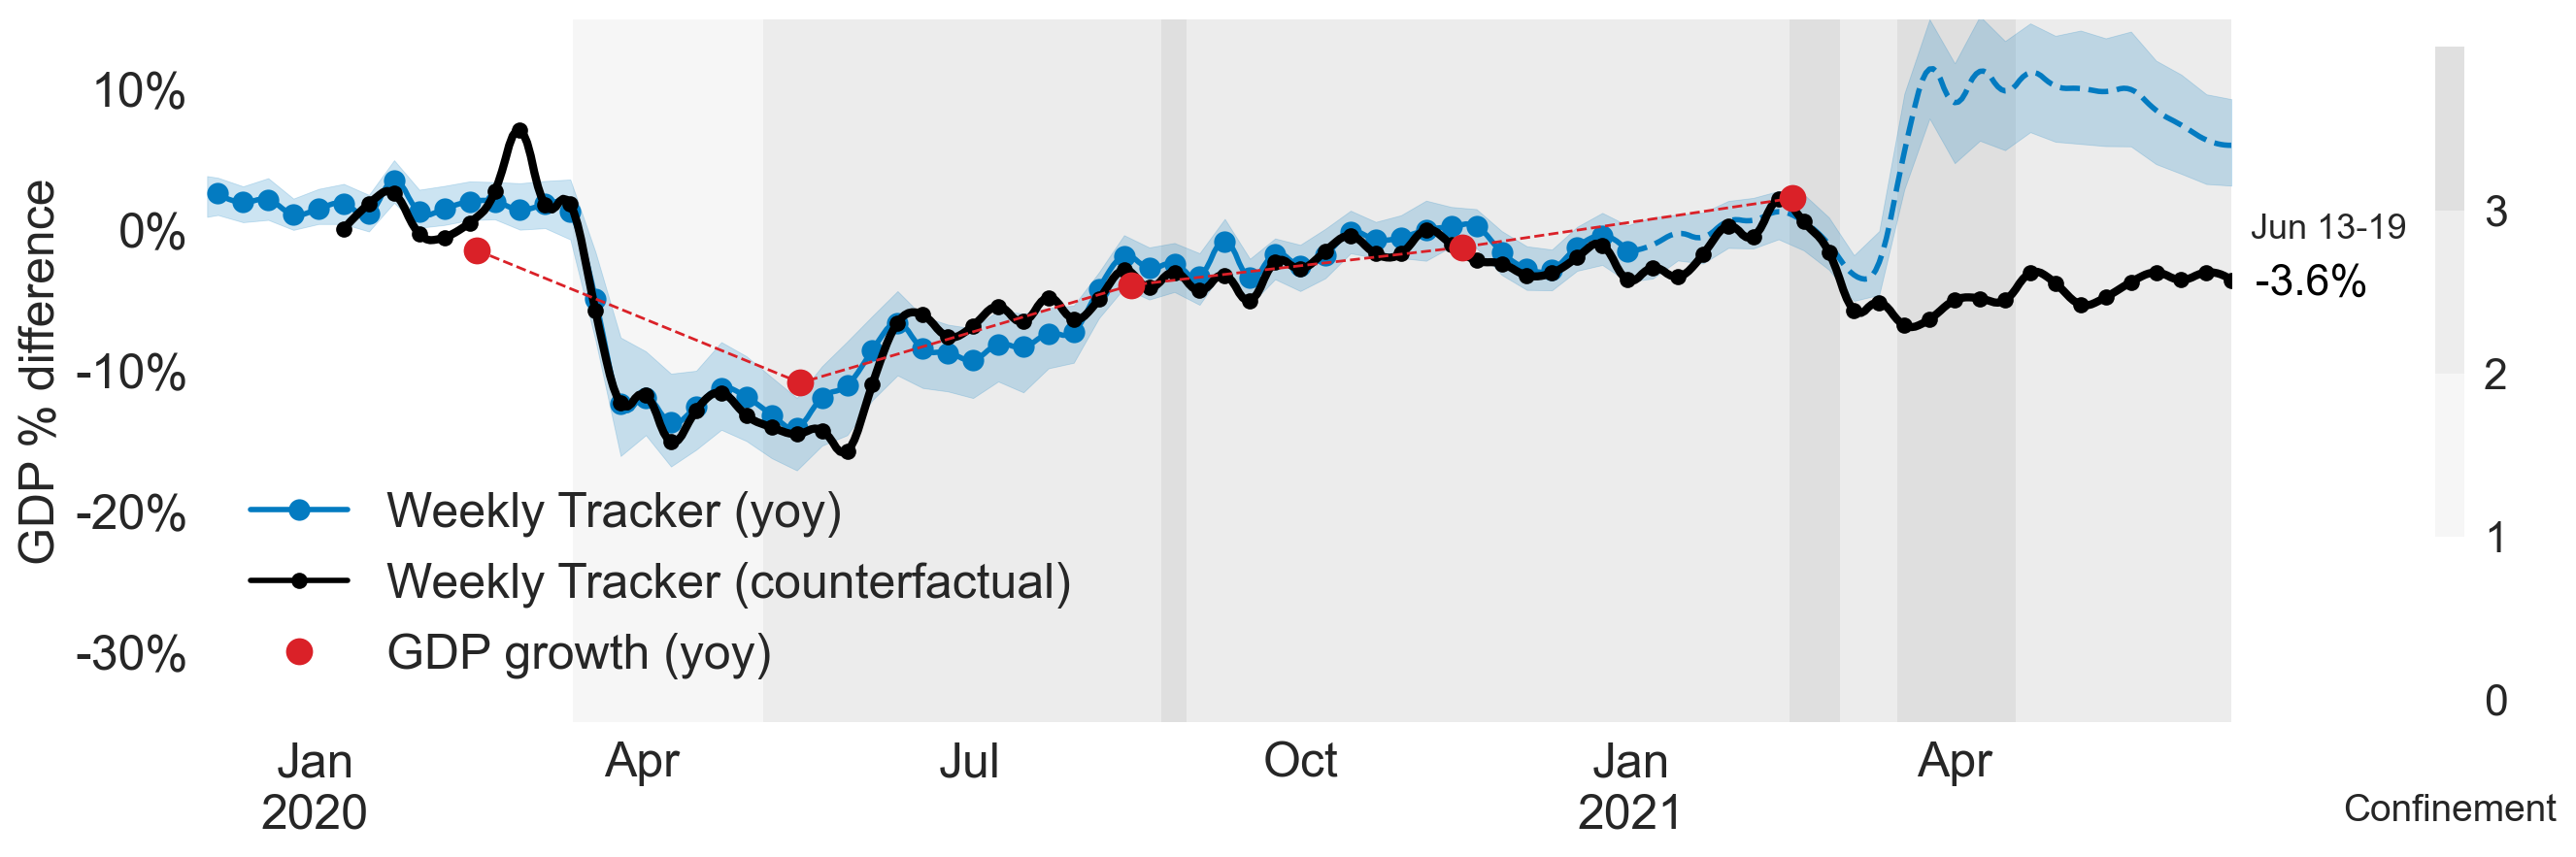 GDP % difference
10%
0%
-10%
-20%
-30%
Weekly Tracker (yoy)
Weekly Tracker (counterfactual)
GDP growth (yoy)
Jan
2020
Apr
Jul
Oct
Jan
2021
Apr
Jun 13-19
-3.6%
3
2
1
0
Confinement